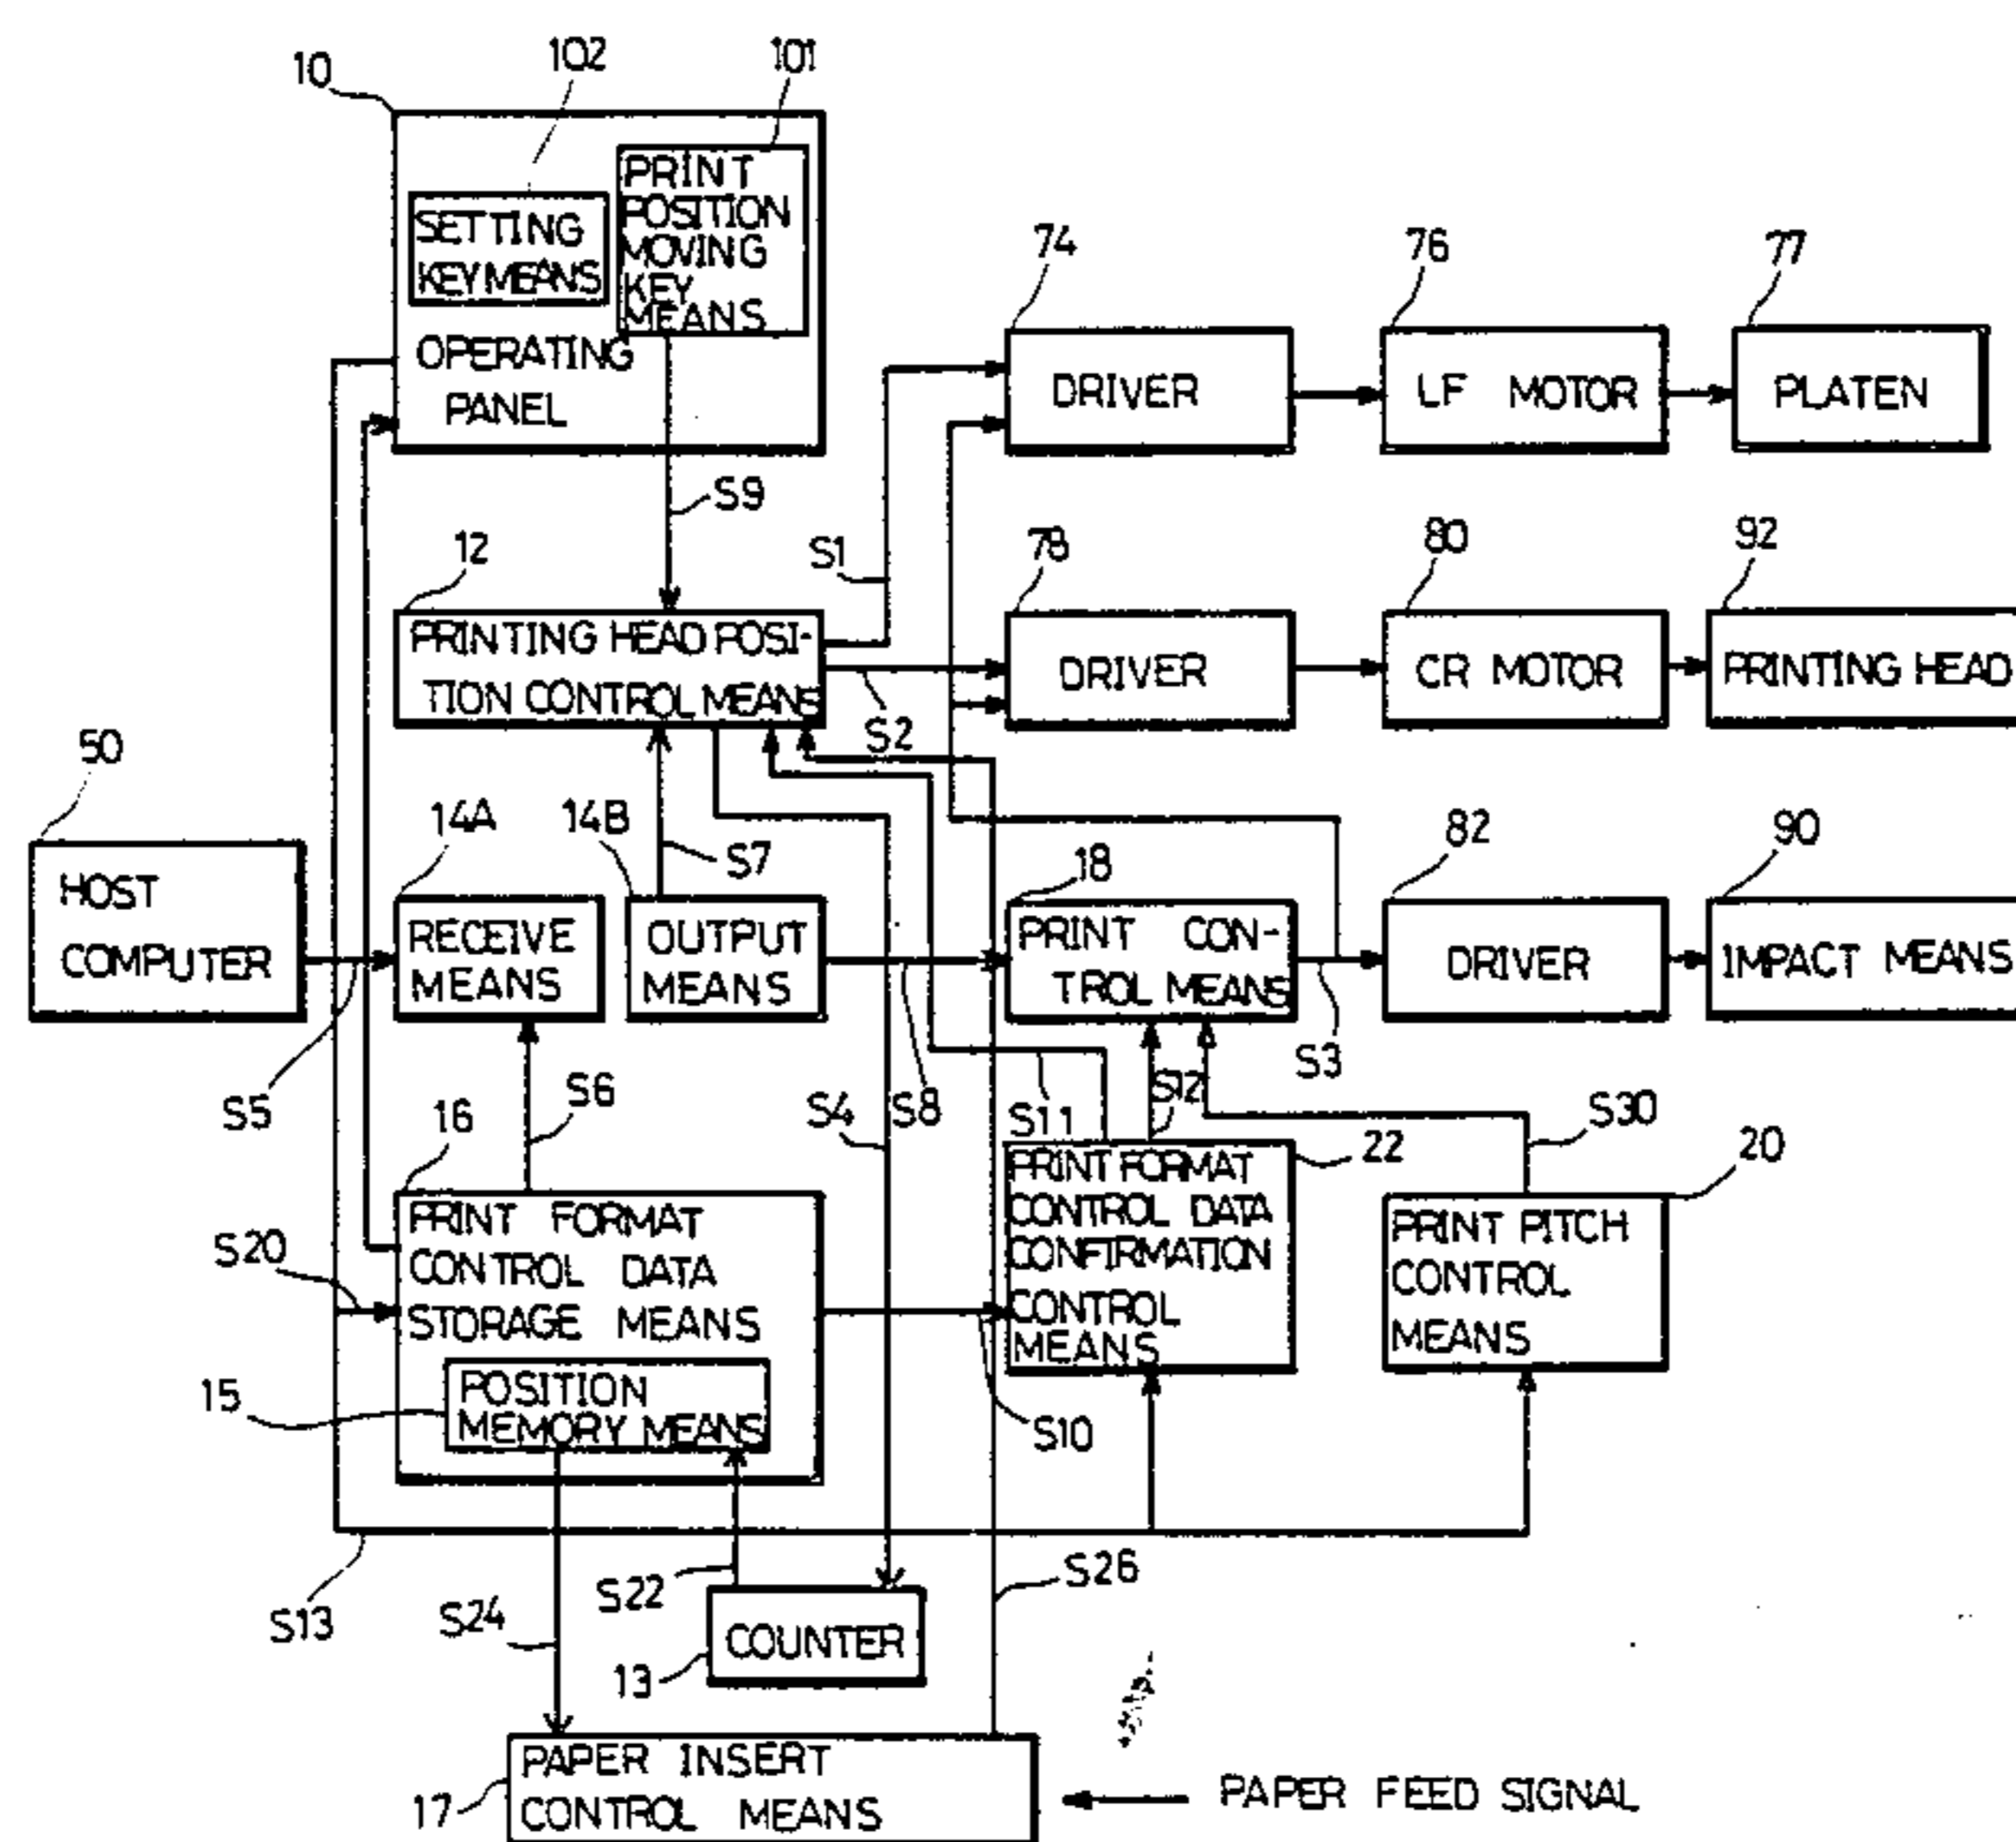 102
101
10
PRINT
POSITION
MOVING
KEY
MEANS
SETTING
KEY MEANS
OPERATING
PANEL
74
76
77
DRIVER
LF MOTOR
PLATEN
S9
12
S1
78
80
92
PRINTING HEAD POSI-
TION CONTROL MEANS
DRIVER
CR MOTOR
PRINTING HEAD
S2
50
14A
14B
S7
18
82
90
HOST
COMPUTER
RECEIVE
MEANS
OUTPUT
MEANS
PRINT CON-
TROL MEANS
DRIVER
IMPACT MEANS
S5
16
S6
S4
S8
S11
S12
S3
S30
22
20
S20
PRINT FORMAT
CONTROL DATA
STORAGE MEANS
PRINT FORMAT
CONTROL DATA
CONFIRMATION
CONTROL
MEANS
PRINT PITCH
CONTROL
MEANS
15
POSITION
MEMORY MEANS
S10
S13
S24
S22
S26
COUNTER
13
17
PAPER INSERT
CONTROL MEANS
PAPER FEED SIGNAL